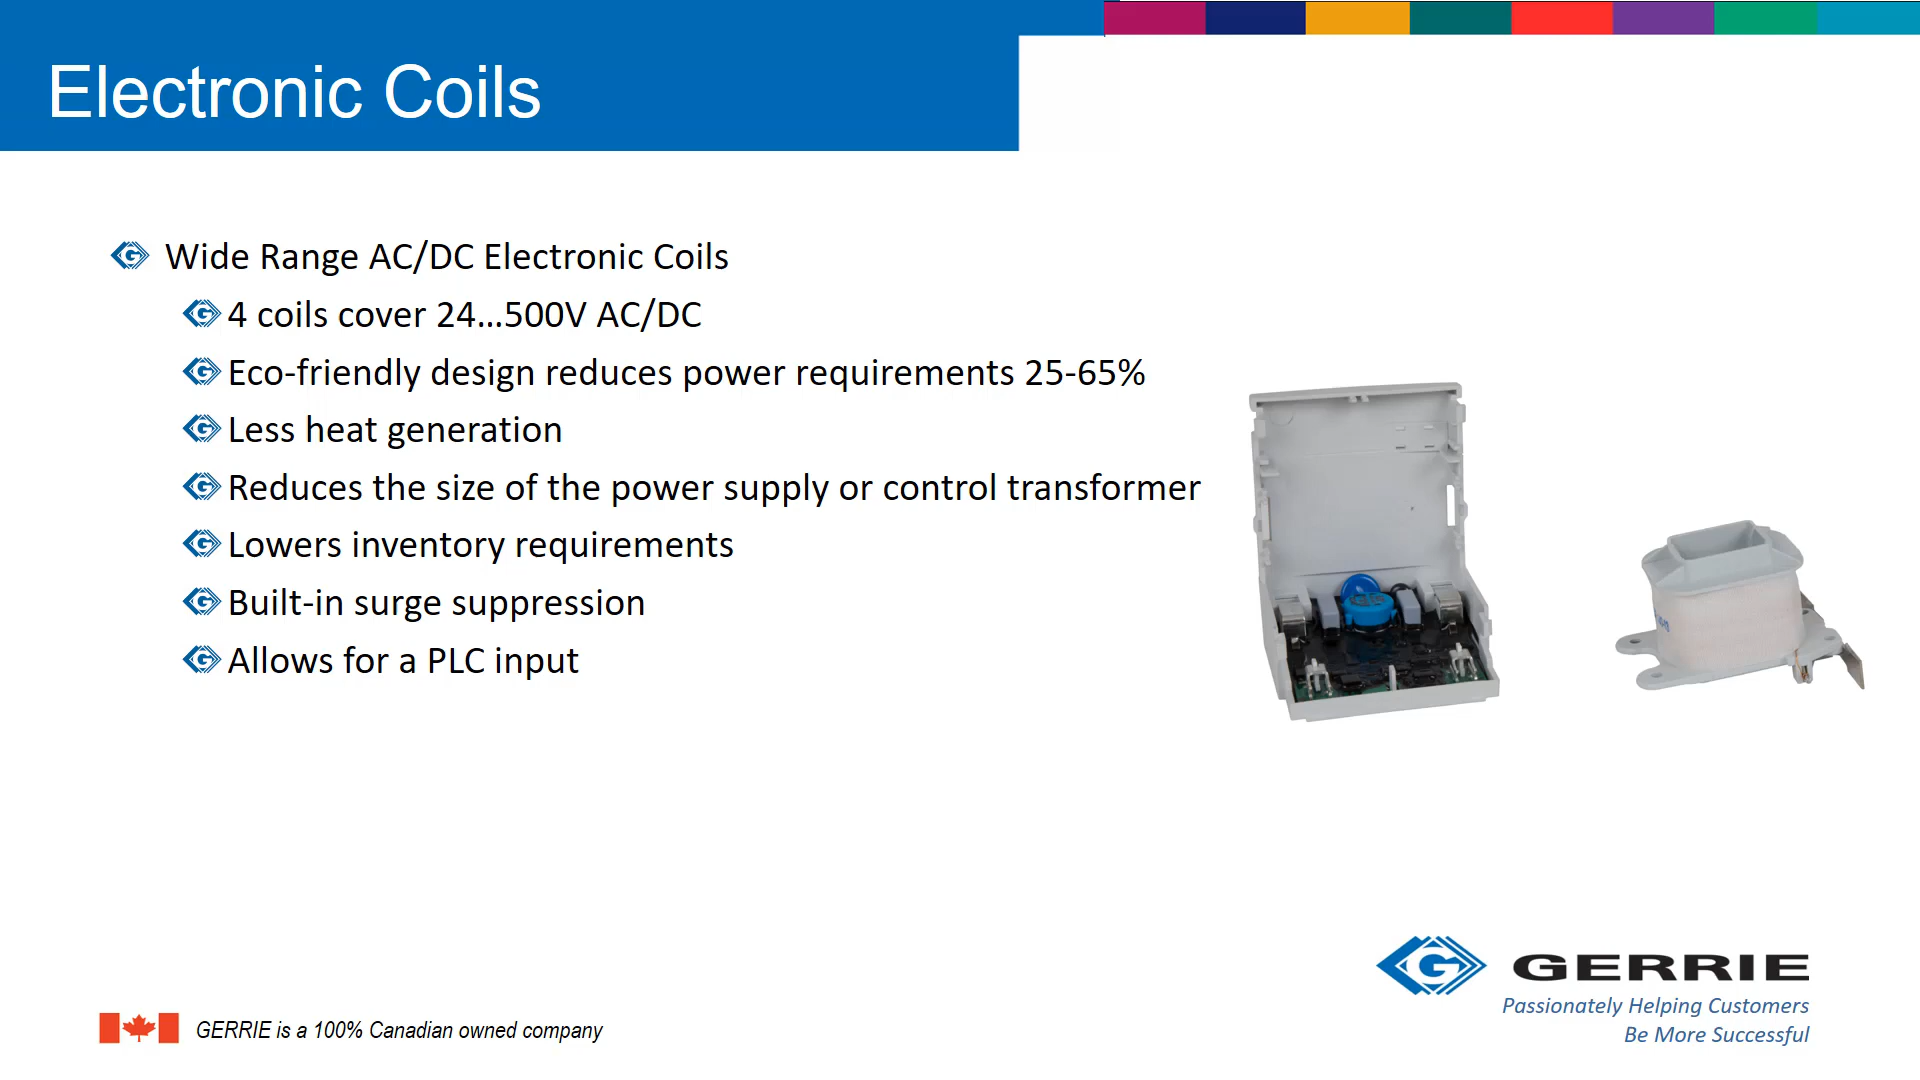 Electronic Coils
Wide Range AC/DC Electronic Coils
4 coils cover 24...500V AC/DC
Eco-friendly design reduces power requirements 25-65%
Less heat generation
Reduces the size of the power supply or control transformer
Lowers inventory requirements
Built-in surge suppression
Allows for a PLC input
GERRIE
Passionately Helping Customers
Be More Successful
GERRIE is a 100% Canadian owned company